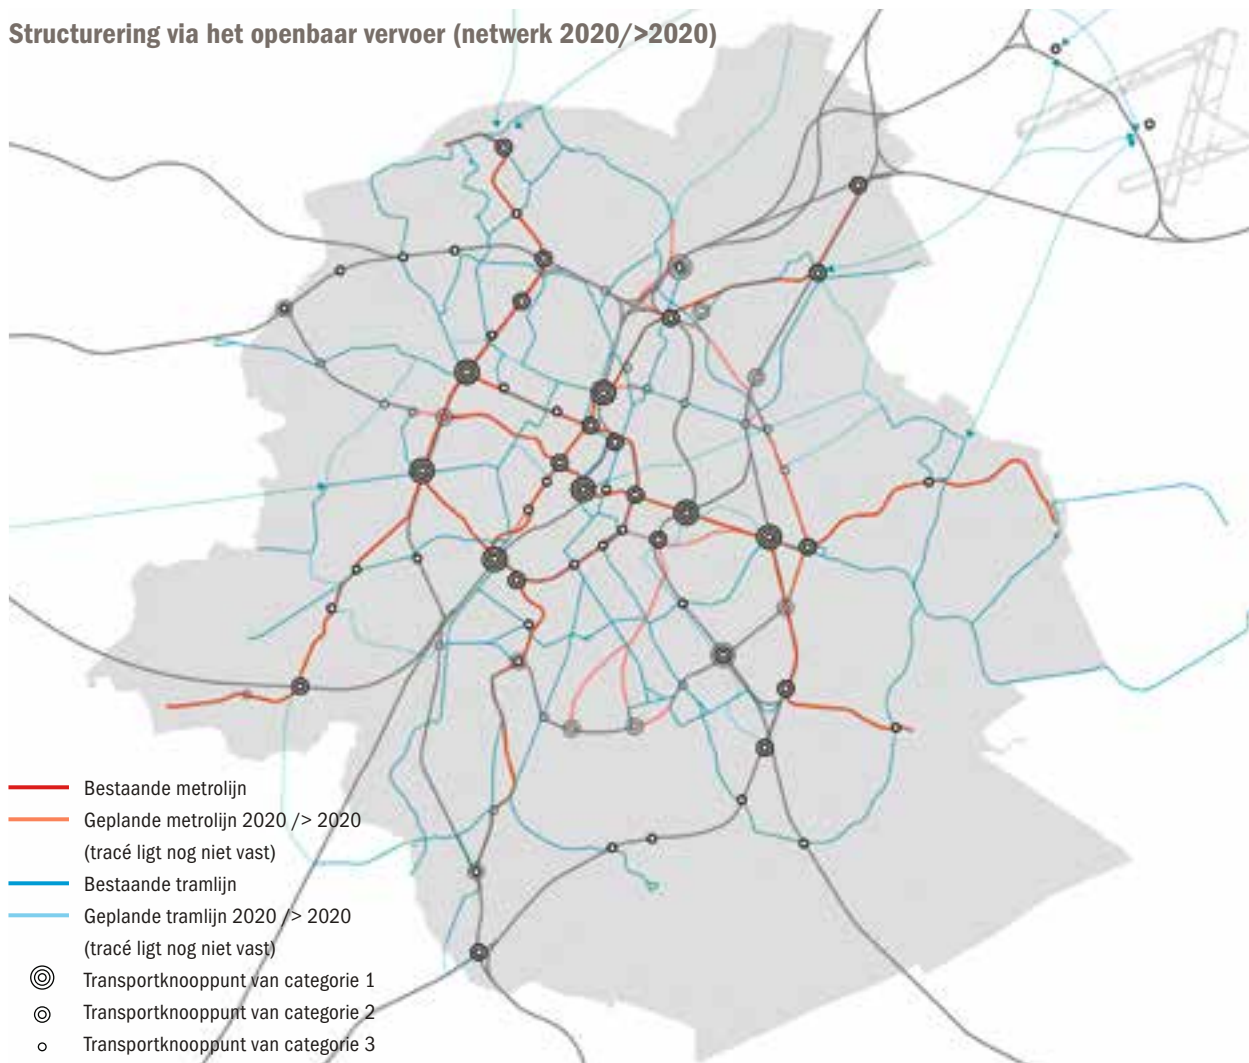 Structurering via het openbaar vervoer (netwerk 2020/>2020)
Bestaande metrolijn
Geplande metrolijn 2020 /> 2020
(tracé ligt nog niet vast)
Bestaande tramlijn
Geplande tramlijn 2020 /> 2020
(tracé ligt nog niet vast)
Transportknooppunt van categorie 1
Transportknooppunt van categorie 2
Transportknooppunt van categorie 3